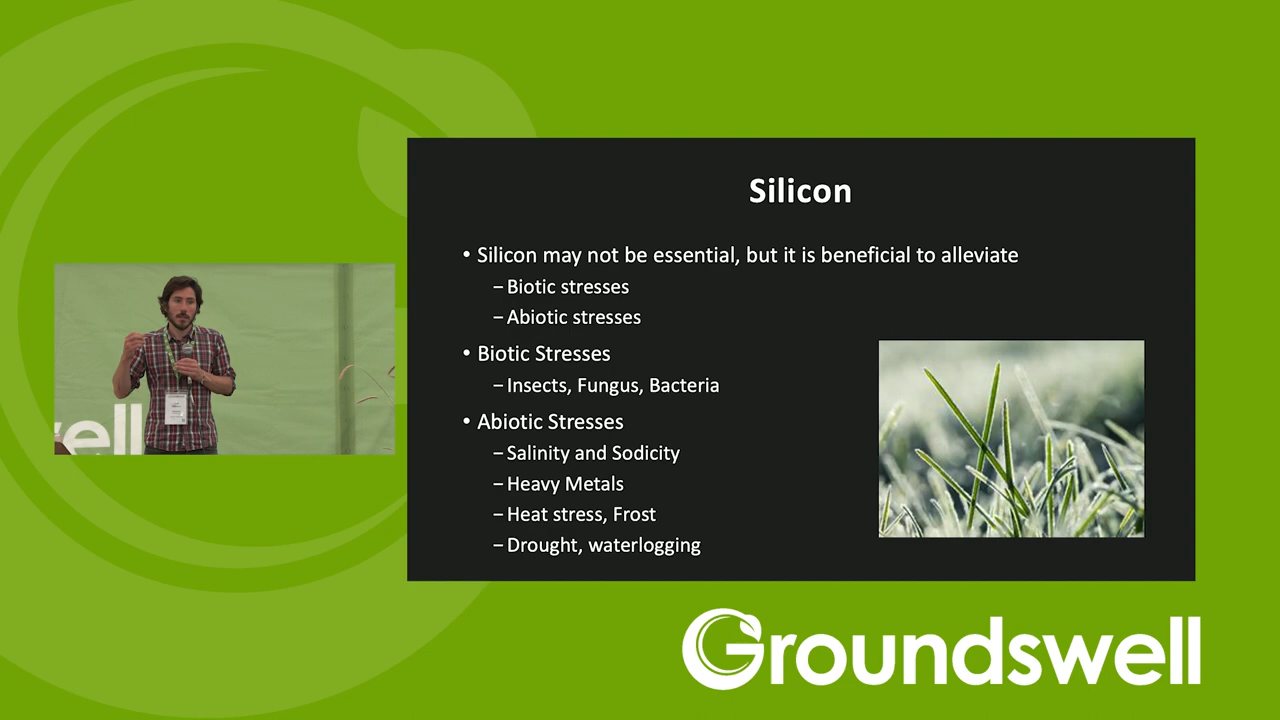 Silicon
• Silicon may not be essential, but it is beneficial to alleviate
– Biotic stresses
– Abiotic stresses
• Biotic Stresses
– Insects, Fungus, Bacteria
• Abiotic Stresses
– Salinity and Sodicity
– Heavy Metals
– Heat stress, Frost
– Drought, waterlogging
ell
Groundswell